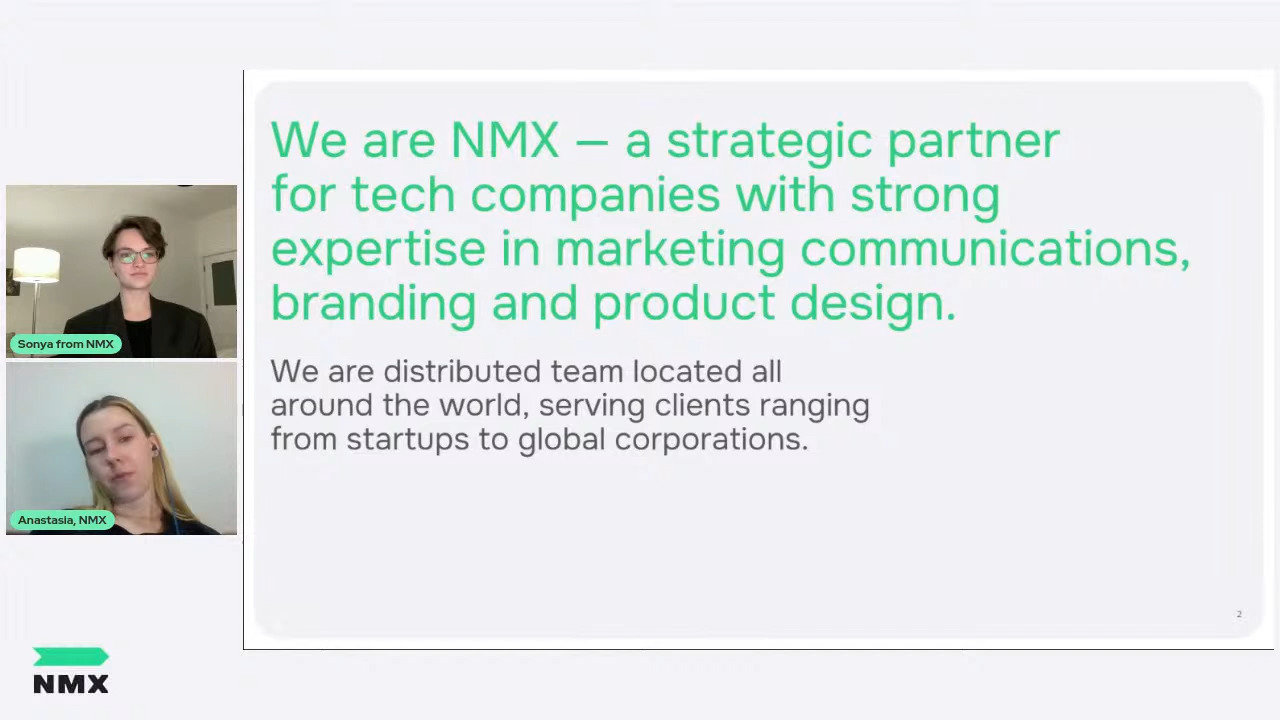 We are NMX — a strategic partner
for tech companies with strong
expertise in marketing communications,
branding and product design.
We are distributed team located all
around the world, serving clients ranging
from startups to global corporations.
2
Sonya from NMX
Anastasia, NMX
NMX